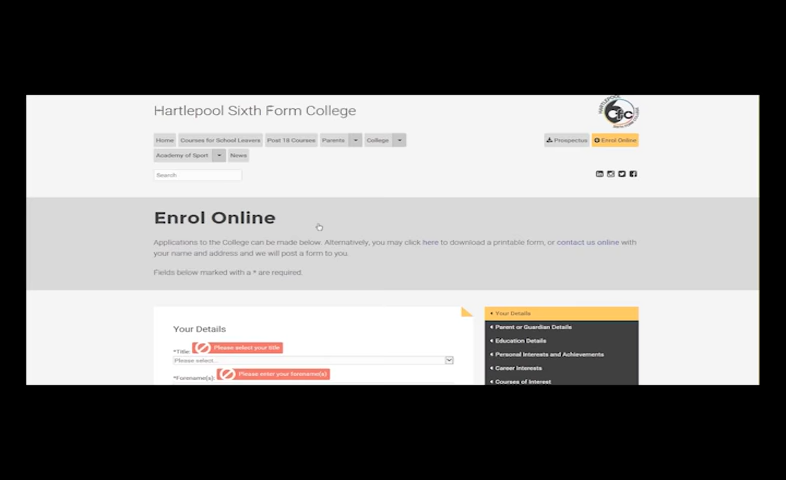 Hartlepool Sixth Form College
Home Courses for School Leavers Post 18 Courses Parents College
Prospectus Enrol Online
Academy of Sport News
Search
Enrol Online
Applications to the College can be made below. Alternatively, you may click here to download a printable form, or contact us online with
your name and address and we will post a form to you.
Fields below marked with a * are required.
Your Details
*Title: Please select your title
Please select...
*Forename(s): Please enter your forename(s)
Your Details
Parent or Guardian Details
Education Details
Personal Interests and Achievements
Career Interests
Courses of Interest